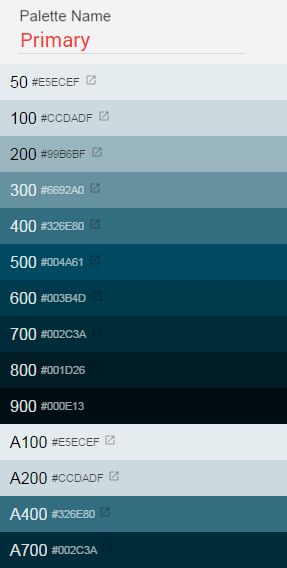 Palette Name
Primary
50 #E5ECEF
100 #CCDADF
200 #99B6BF
300 #6692A0
400 #326E80
500 #004A61
600 #003B4D
700 #002C3A
800 #001D26
900 #000E13
A100 #E5ECEF
A200 #CCDADF
A400 #326E80
A700 #002C3A